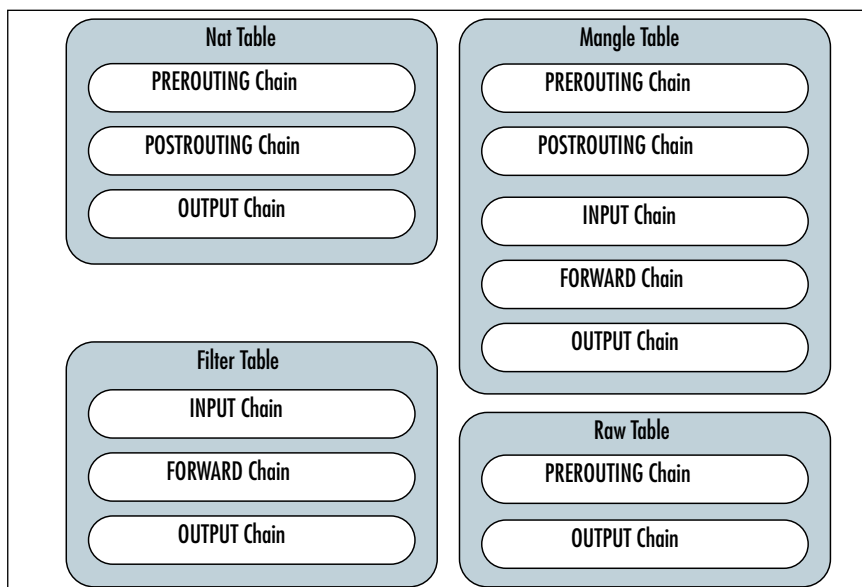 Nat Table
PREROUTING Chain
POSTROUTING Chain
OUTPUT Chain
Mangle Table
PREROUTING Chain
POSTROUTING Chain
INPUT Chain
FORWARD Chain
OUTPUT Chain
Filter Table
INPUT Chain
FORWARD Chain
OUTPUT Chain
Raw Table
PREROUTING Chain
OUTPUT Chain